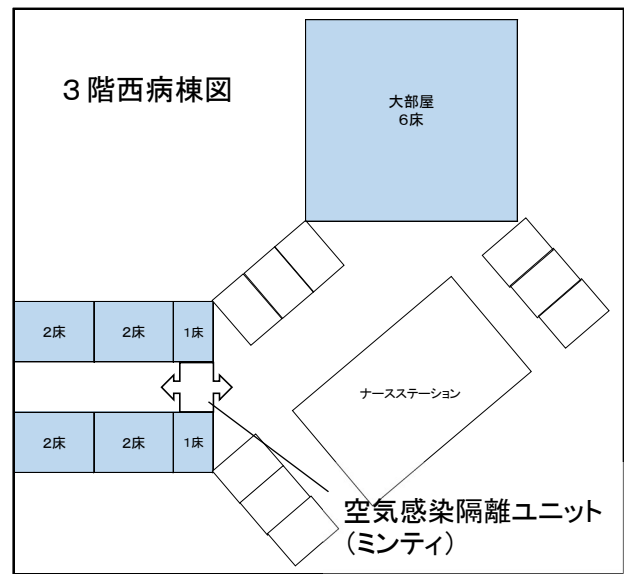 3階西病棟図
大部屋
6床
2床
2床
1床
ナースステーション
2床
2床
1床
空気感染隔離ユニット
(ミンティ)